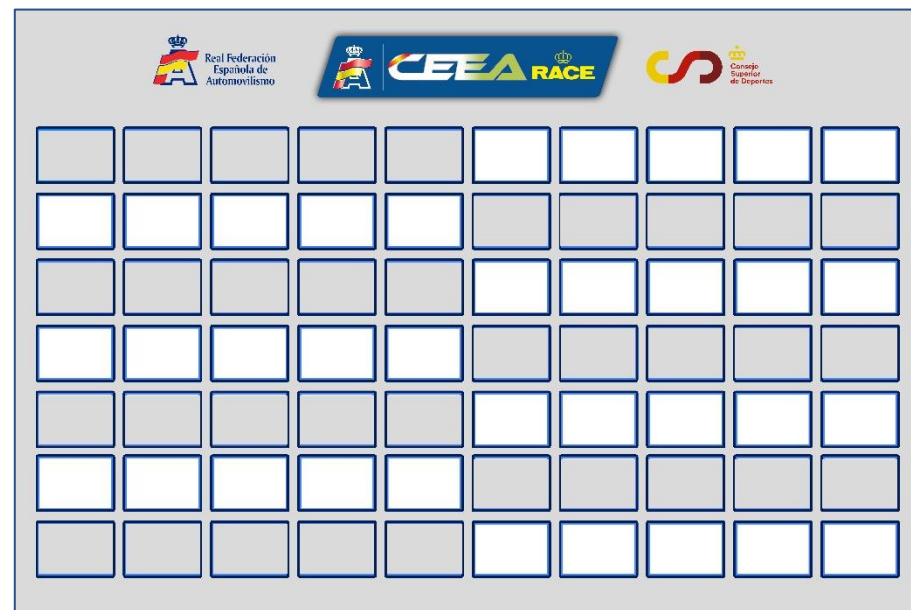 Real Federación
Española de
Automovilismo
CEEA RACE
Consejo
Superior
de Deportes